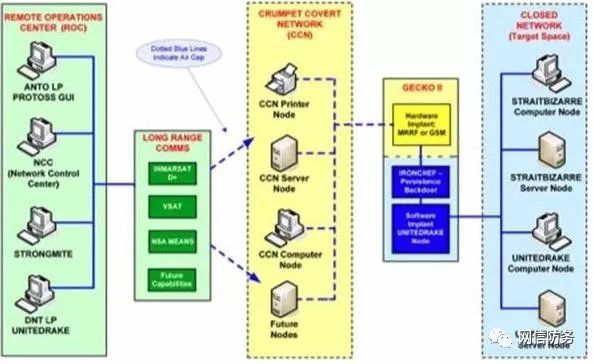 REMOTE OPERATIONS
CENTER (ROC)
ANTO LP
PROTOSS GUI
NCC
(Network Control
Center)
STRONGMITE
DNT LP
UNITEDRAKE
Dotted Blue Lines
Indicate Air Gap
LONG RANGE
COMMS
INMARSAT
D+
VSAT
NSA MEANS
Future
Capabilities
CRUMPET COVERT
NETWORK
(CCN)
CCN Printer
Node
CCN Server
Node
CCN Computer
Node
Future
Nodes
GECKO II
Hardware
Implant:
MRRF or GSM
IRONCHEF –
Persistence
Backdoor
Software
Implant
UNITEDRAKE
Node
CLOSED
NETWORK
(Target Space)
STRAITBIZARRE
Computer Node
STRAITBIZARRE
Server Node
UNITEDRAKE
Computer Node
Server Node
网信防务